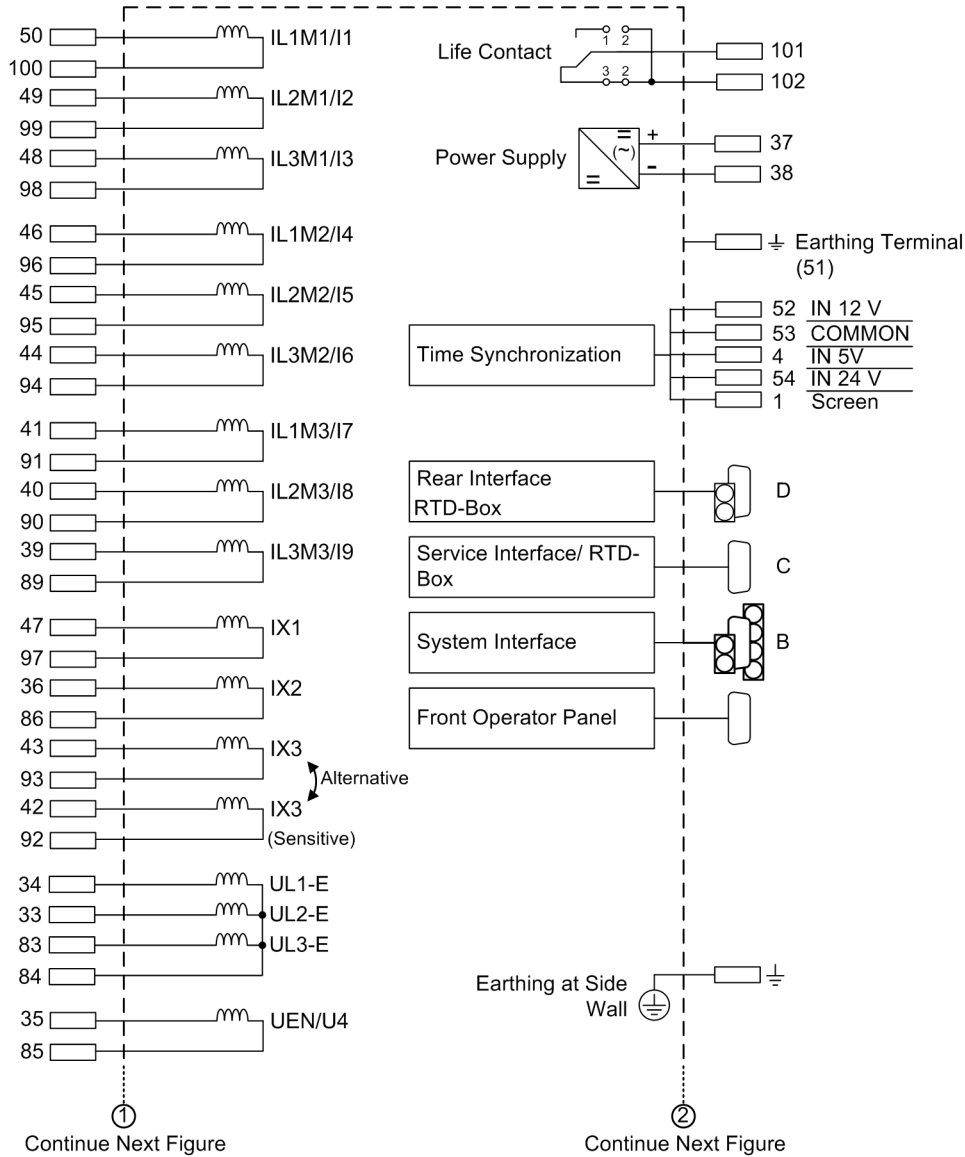 50 IL1M1/I1
100
49 IL2M1/I2
99
48 IL3M1/I3
98
46 IL1M2/I4
96
45 IL2M2/I5
95
44 IL3M2/I6
94
41 IL1M3/I7
91
40 IL2M3/I8
90
39 IL3M3/I9
89
47 IX1
97
36 IX2
86
43 IX3
93
Alternative
42 IX3
92 (Sensitive)
34 UL1-E
33 UL2-E
83 UL3-E
84
35 UEN/U4
85
1
Continue Next Figure
Life Contact
1 2
3 2
101
102
Power Supply
= + 
(~)
= -
37
38
Earthing Terminal
(51)
Time Synchronization
52 IN 12 V
53 COMMON
4 IN 5V
54 IN 24 V
1 Screen
Rear Interface
RTD-Box
D
Service Interface/ RTD-
Box
C
System Interface
B
Front Operator Panel
Earthing at Side
Wall
2
Continue Next Figure